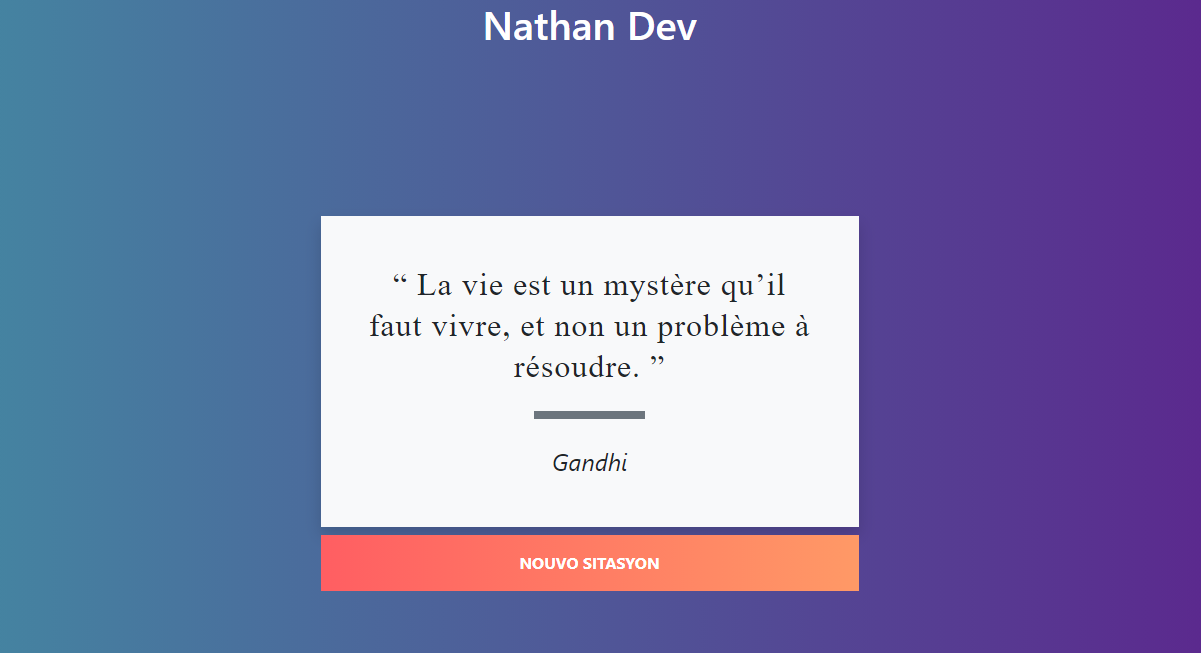 Nathan Dev
“ La vie est un mystère qu’il
faut vivre, et non un problème à
résoudre. ”
Gandhi
NOUVO SITASYON